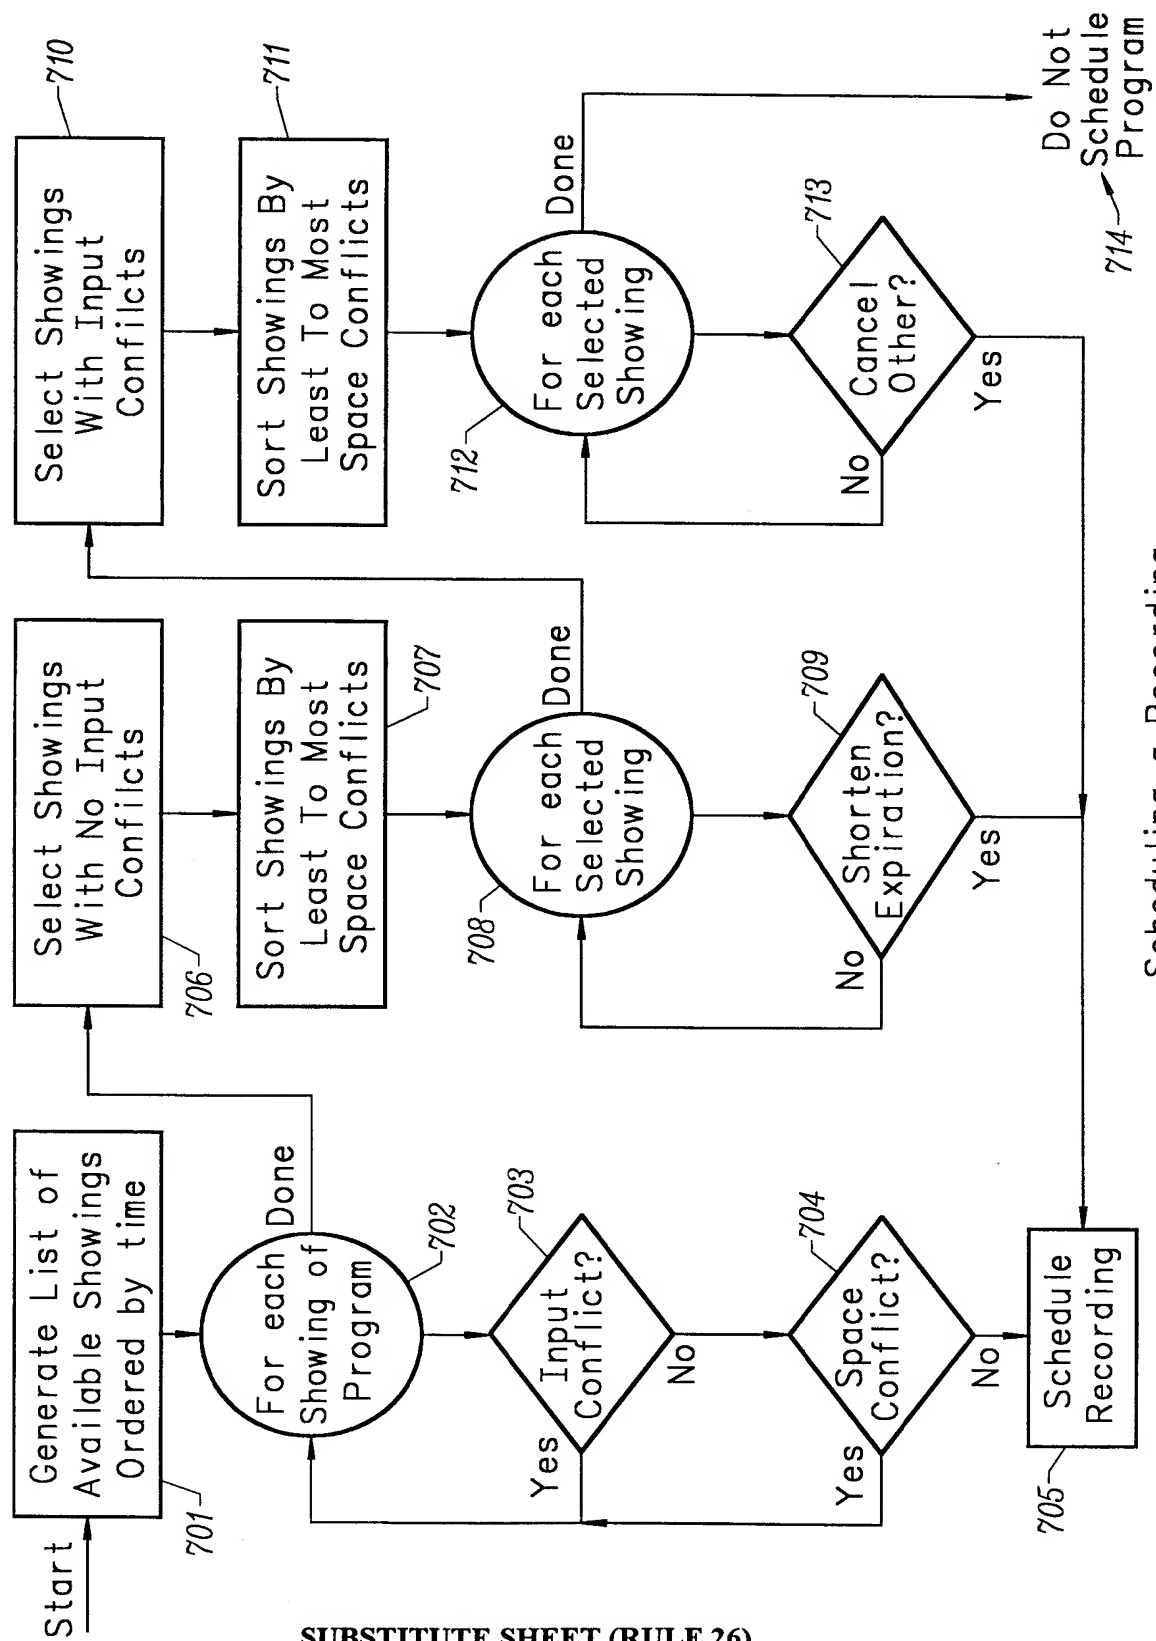 Start
Generate List of
Available Showings
Ordered by time
701
For each
Showing of
Program
702
Done
Input
Conflict?
703
Yes
No
Space
Conflict?
704
Yes
No
Schedule
Recording
705
Select Showings
With No Input
Confilcts
706
Sort Showings By
Least To Most
Space Conflicts
707
For each
Selected
Showing
708
Done
Shorten
Expiration?
709
No
Yes
Select Showings
With Input
Confilcts
710
Sort Showings By
Least To Most
Space Conflicts
711
For each
Selected
Showing
712
Done
Cancel
Other?
713
No
Yes
Do Not
Schedule
Program
714
Scheduling a Recording
SUBSTITUTE SHEET (RULE 26)